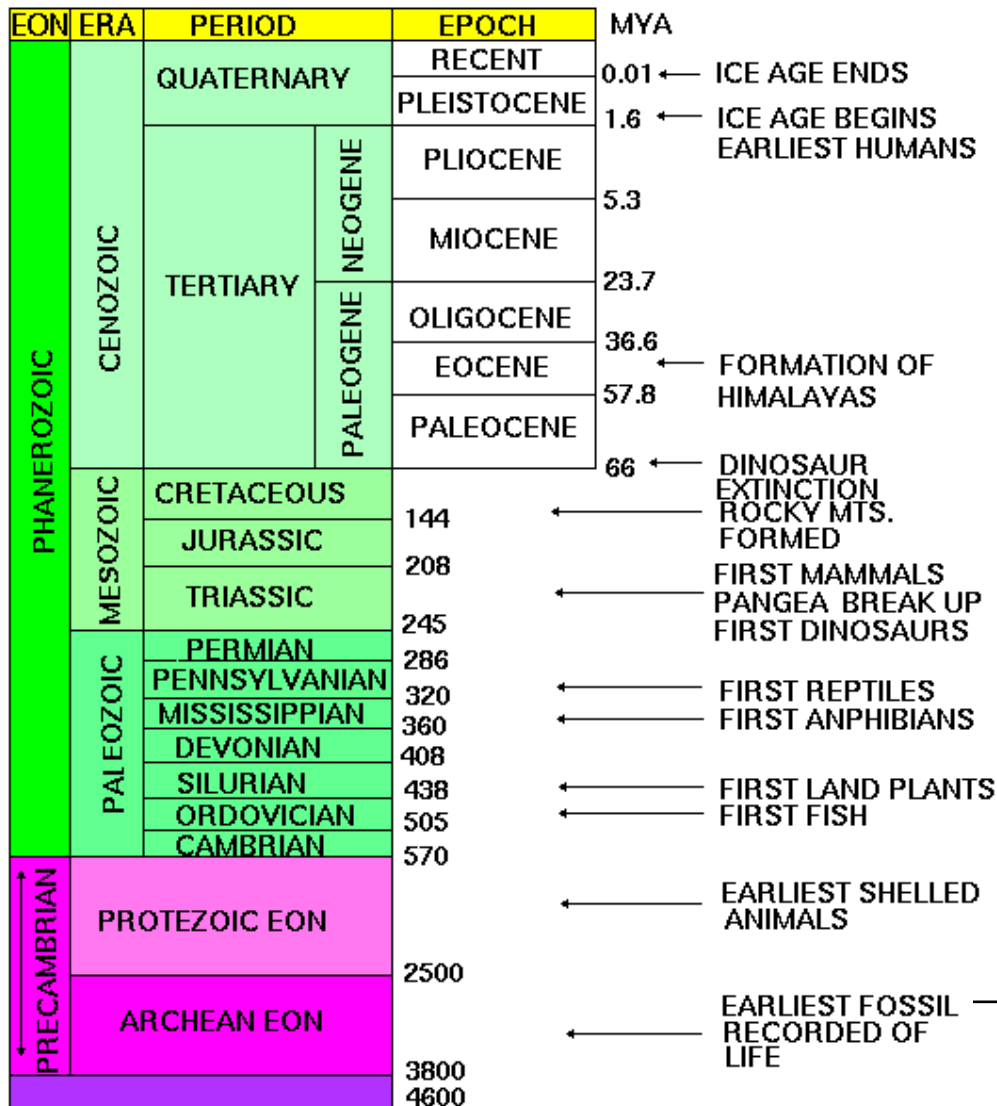 EON ERA PERIOD EPOCH MYA
RECENT
QUATERNARY
0.01 ICE AGE ENDS
PLEISTOCENE
1.6 ICE AGE BEGINS
EARLIEST HUMANS
PLIOCENE
NEOGENE
5.3
MIOCENE
CENOZOIC
TERTIARY
23.7
OLIGOCENE
36.6
PALEOGENE
EOCENE
FORMATION OF
HIMALAYAS
57.8
PALEOCENE
66 DINOSAUR
EXTINCTION
PHANEROZOIC
MESOZOIC
CRETACEOUS
ROCKY MTS.
FORMED
144
JURASSIC
208
TRIASSIC
FIRST MAMMALS
PANGEA BREAK UP
FIRST DINOSAURS
245
PALEOZOIC
PERMIAN
286
PENNSYLVANIAN
FIRST REPTILES
320
MISSISSIPPIAN
FIRST ANPHIBIANS
360
DEVONIAN
408
SILURIAN
438
FIRST LAND PLANTS
ORDOVICIAN
FIRST FISH
505
CAMBRIAN
570
PRECAMBRIAN
PROTEZOIC EON
EARLIEST SHELLED
ANIMALS
2500
ARCHEAN EON
EARLIEST FOSSIL
RECORDED OF
LIFE
3800
4600